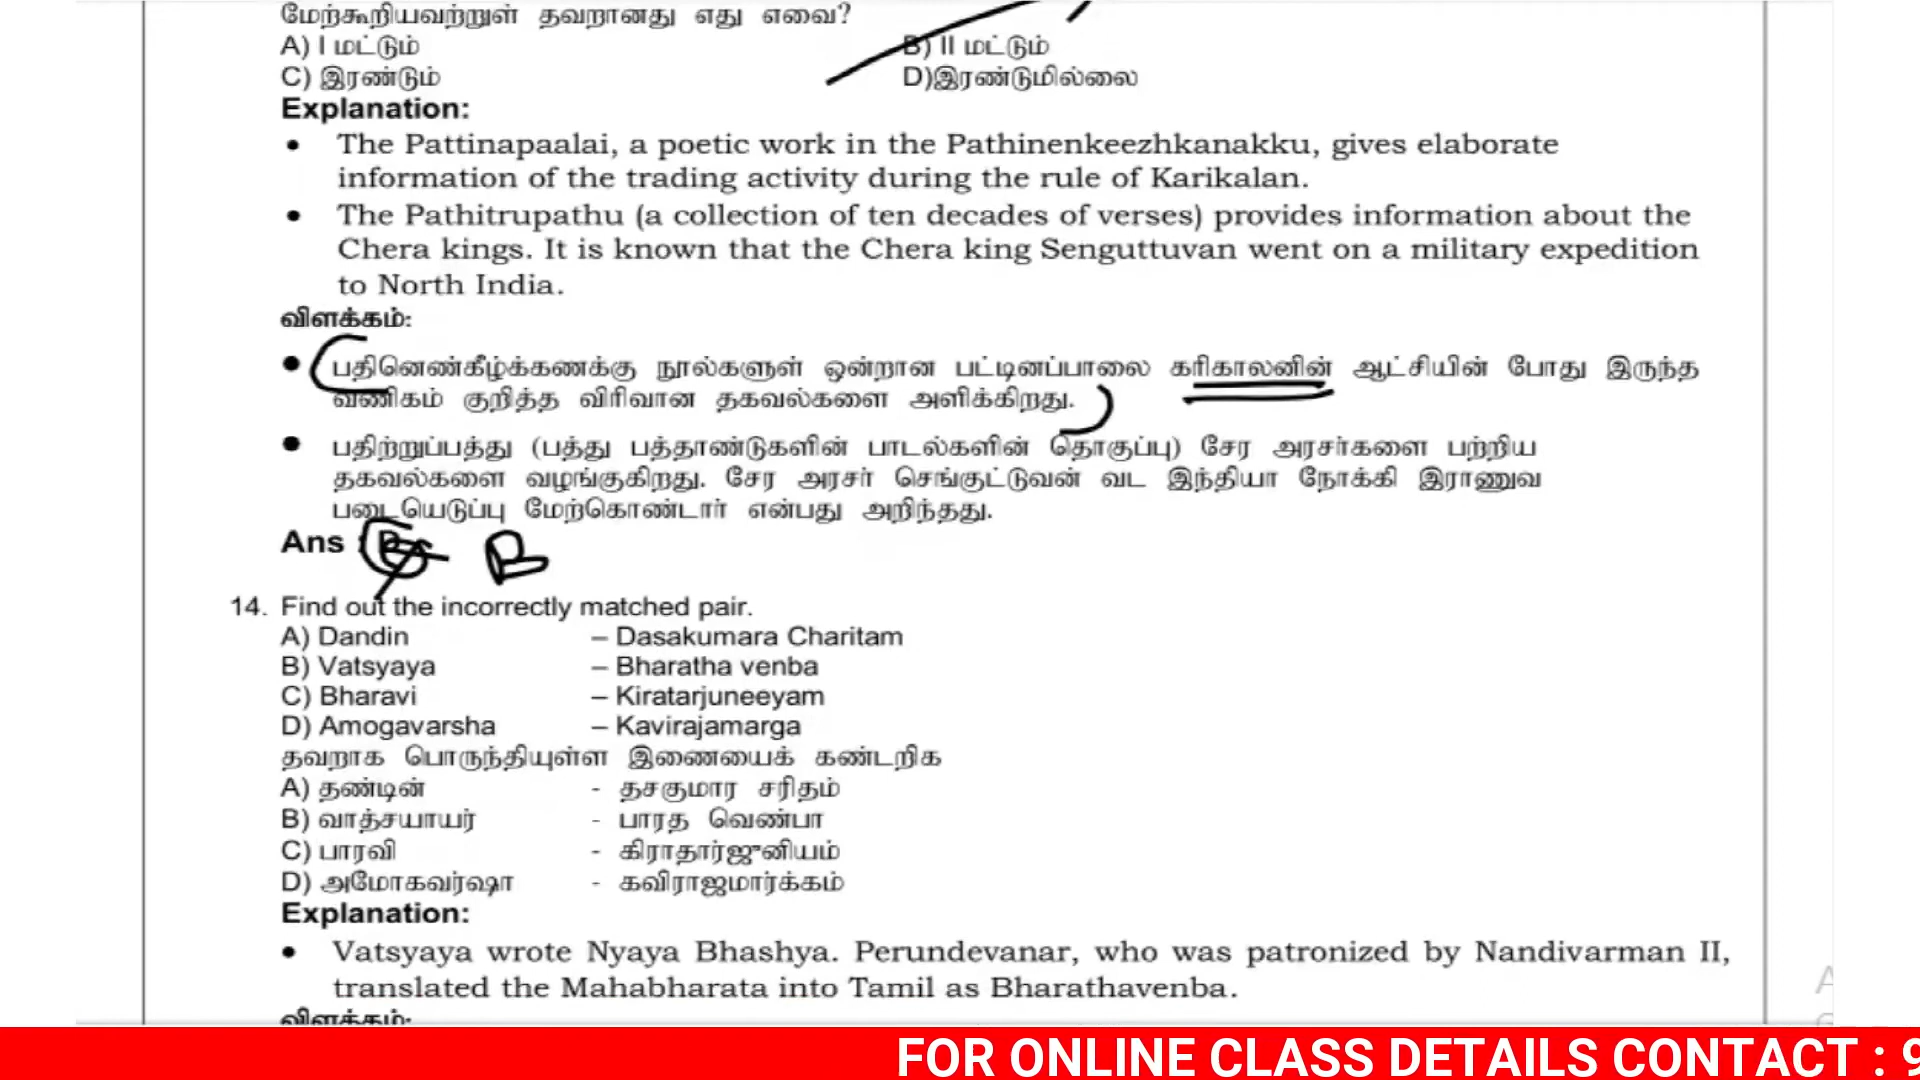 மேற்கூறியவற்றுள் தவறானது எது எவை?
A) I மட்டும் B) II மட்டும்
C) இரண்டும் D)இரண்டுமில்லை
Explanation:
• The Pattinapaalai, a poetic work in the Pathinenkeezhkanakku, gives elaborate
information of the trading activity during the rule of Karikalan.
• The Pathitrupathu (a collection of ten decades of verses) provides information about the
Chera kings. It is known that the Chera king Senguttuvan went on a military expedition
to North India.
விளக்கம்:
• பதினெண்கீழ்க்கணக்கு நூல்களுள் ஒன்றான பட்டினப்பாலை கரிகாலனின் ஆட்சியின் போது இருந்த
வணிகம் குறித்த விரிவான தகவல்களை அளிக்கிறது.
• பதிற்றுப்பத்து (பத்து பத்தாண்டுகளின் பாடல்களின் தொகுப்பு) சேர அரசர்களை பற்றிய
தகவல்களை வழங்குகிறது. சேர அரசர் செங்குட்டுவன் வட இந்தியா நோக்கி இராணுவ
படையெடுப்பு மேற்கொண்டார் என்பது அறிந்தது.
Ans : B
14. Find out the incorrectly matched pair.
A) Dandin – Dasakumara Charitam
B) Vatsyaya – Bharatha venba
C) Bharavi – Kiratarjuneeyam
D) Amogavarsha – Kavirajamarga
தவறாக பொருந்தியுள்ள இணையைக் கண்டறிக
A) தண்டின் - தசகுமார சரிதம்
B) வாத்சயாயர் - பாரத வெண்பா
C) பாரவி - கிராதார்ஜுனியம்
D) அமோகவர்ஷா - கவிராஜமார்க்கம்
Explanation:
• Vatsyaya wrote Nyaya Bhashya. Perundevanar, who was patronized by Nandivarman II,
translated the Mahabharata into Tamil as Bharathavenba.
விளக்கம்:
FOR ONLINE CLASS DETAILS CONTACT : 9